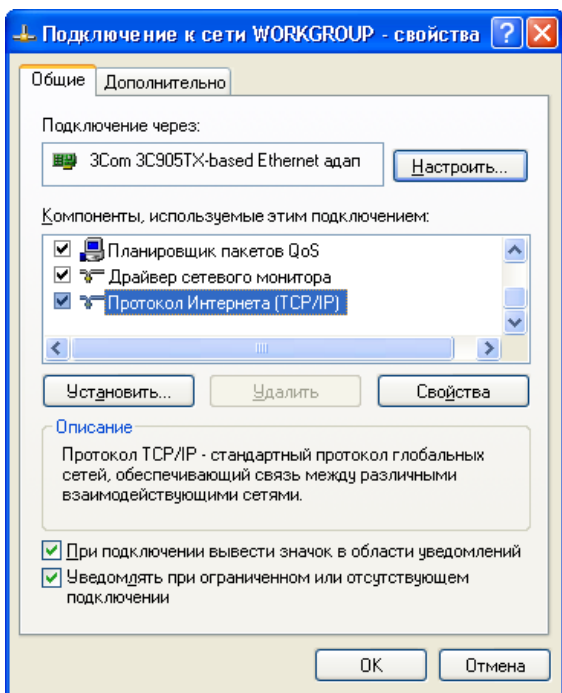 Подключение к сети WORKGROUP - свойства
Общие
Дополнительно
Подключение через:
3Com 3C905TX-based Ethernet адап
Настроить...
Компоненты, используемые этим подключением:
Планировщик пакетов QoS
Драйвер сетевого монитора
Протокол Интернета (TCP/IP)
Установить...
Удалить
Свойства
Описание
Протокол TCP/IP - стандартный протокол глобальных
сетей, обеспечивающий связь между различными
взаимодействующими сетями.
При подключении вывести значок в области уведомлений
Уведомлять при ограниченном или отсутствующем
подключении
OK
Отмена